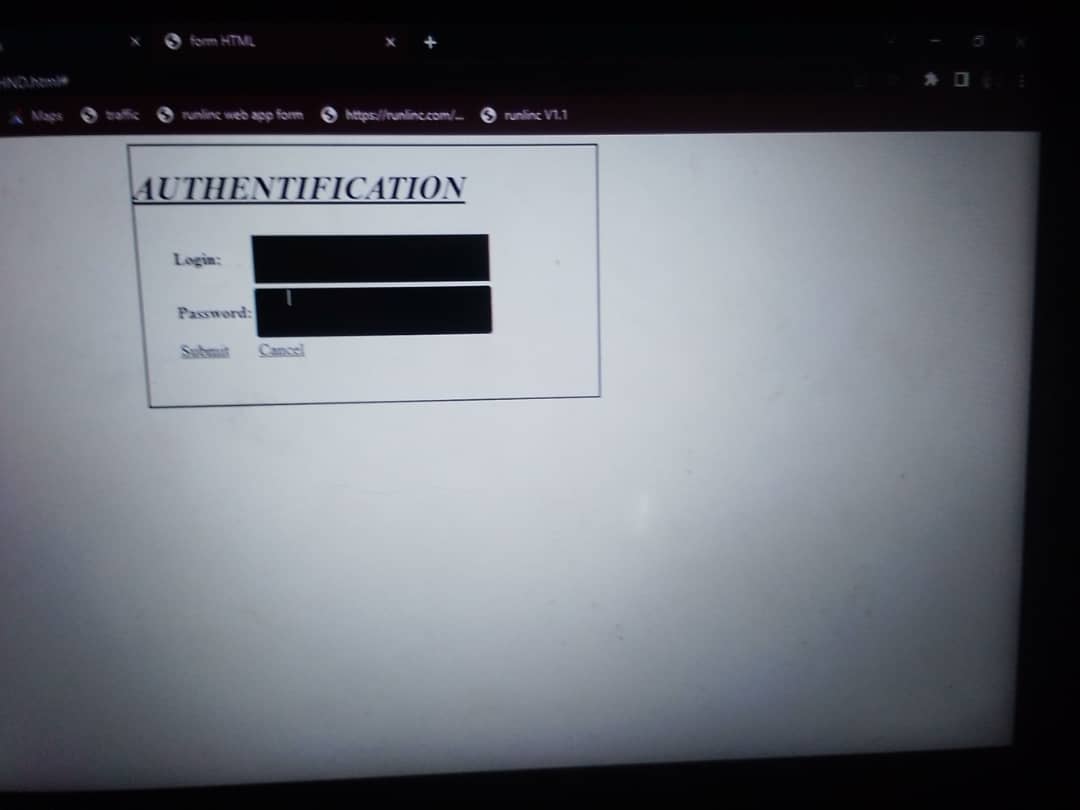 form HTML
HND.html#
Maps traffic runlinc web app form https://runlinc.com/... runlinc V1.1
AUTHENTIFICATION
Login:
Password:
Submit Cancel